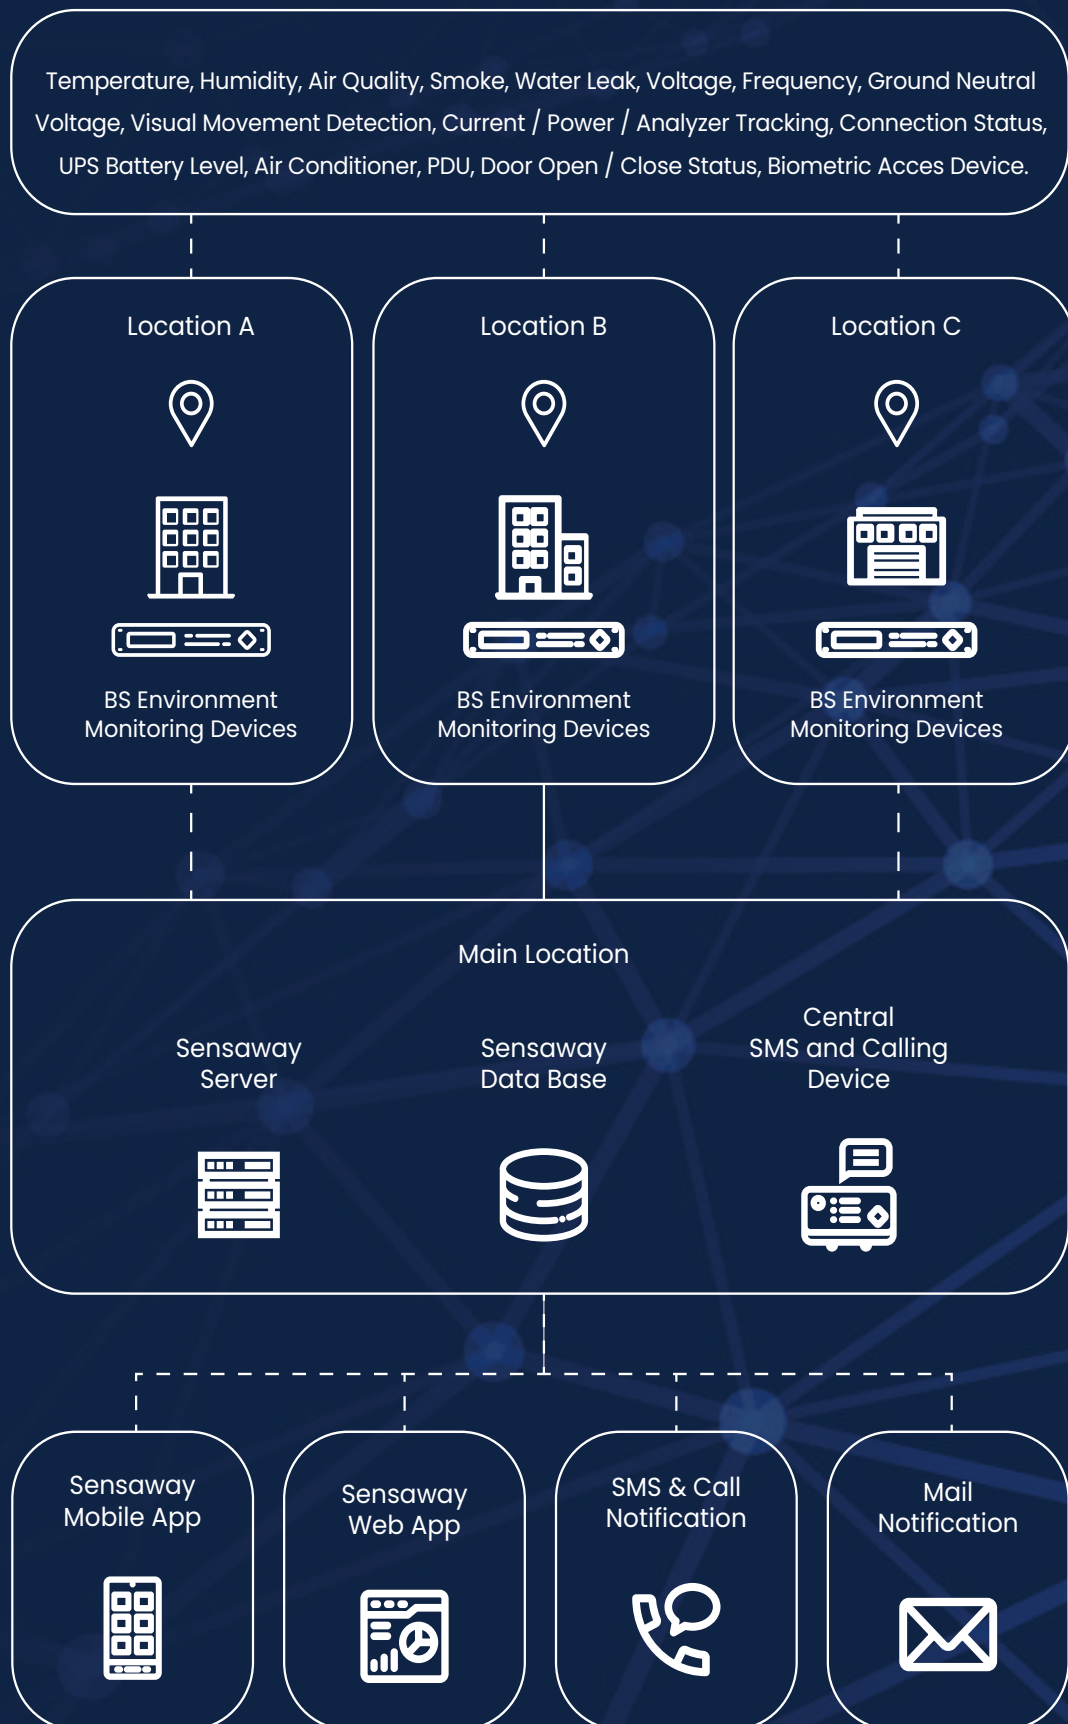 Temperature, Humidity, Air Quality, Smoke, Water Leak, Voltage, Frequency, Ground Neutral
Voltage, Visual Movement Detection, Current / Power / Analyzer Tracking, Connection Status,
UPS Battery Level, Air Conditioner, PDU, Door Open / Close Status, Biometric Acces Device.
Location A
BS Environment
Monitoring Devices
Location B
BS Environment
Monitoring Devices
Location C
BS Environment
Monitoring Devices
Main Location
Sensaway
Server
Sensaway
Data Base
Central
SMS and Calling
Device
Sensaway
Mobile App
Sensaway
Web App
SMS & Call
Notification
Mail
Notification